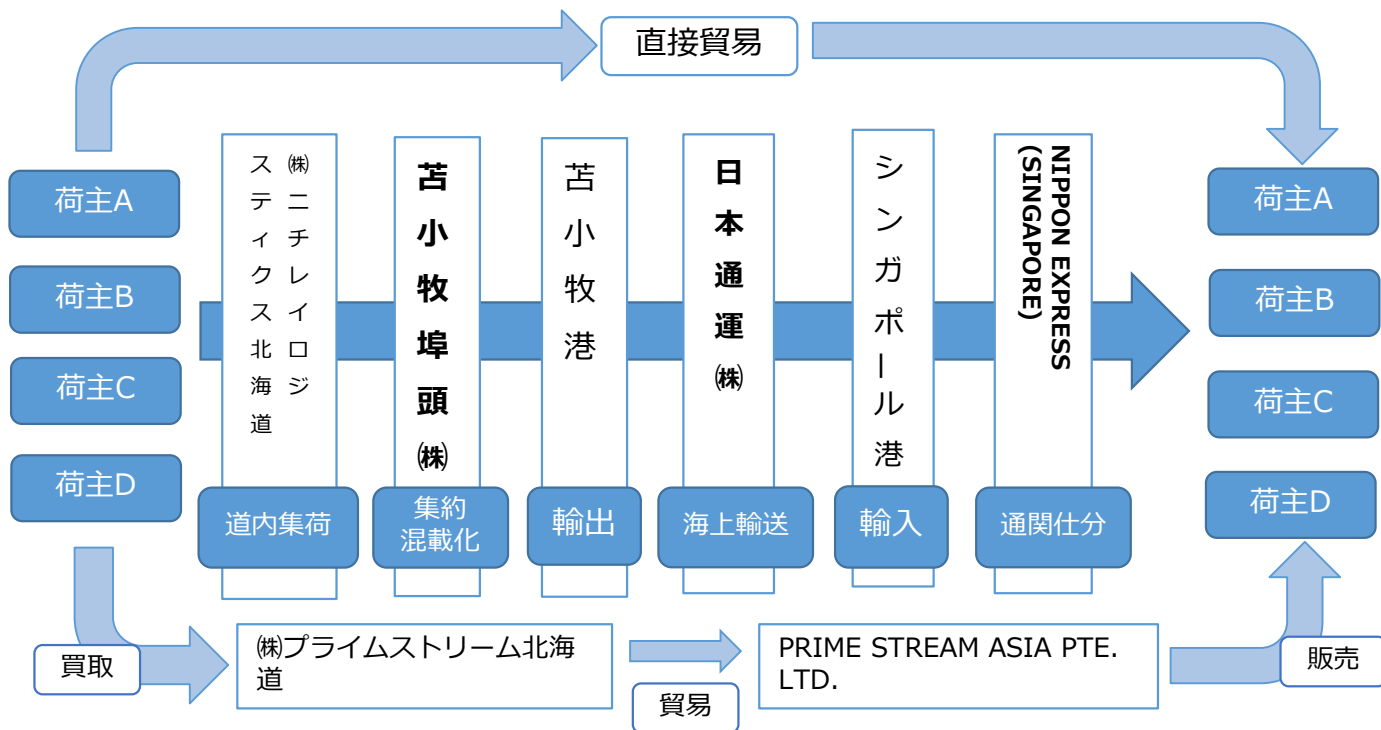 直接貿易
荷主A
荷主B
荷主C
荷主D
㈱ニチレイロジ
スティクス北海道
道内集荷
苫小牧埠頭㈱
集約
混載化
苫小牧港
輸出
日本通運㈱
海上輸送
シンガポール港
輸入
NIPPON EXPRESS
(SINGAPORE)
通関仕分
荷主A
荷主B
荷主C
荷主D
買取
㈱プライムストリーム北海
道
貿易
PRIME STREAM ASIA PTE.
LTD.
販売